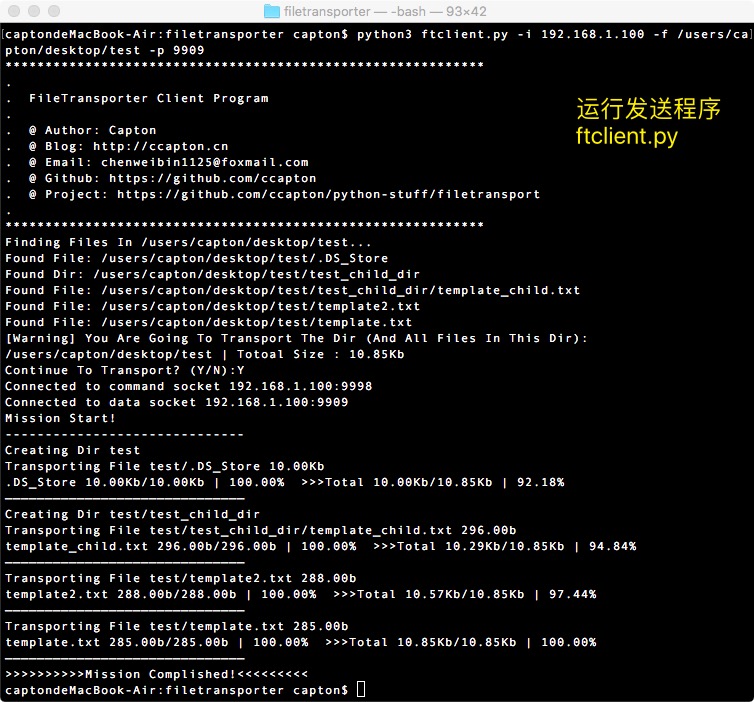 filetransporter — -bash — 93×42
captondeMacBook-Air:filetransporter capton$ python3 ftclient.py -i 192.168.1.100 -f /users/ca
pton/desktop/test -p 9909
************************************************************
.
.  FileTransporter Client Program
.
.  @ Author: Capton
.  @ Blog: http://ccapton.cn
.  @ Email: chenweibin1125@foxmail.com
.  @ Github: https://github.com/ccapton
.  @ Project: https://github.com/ccapton/python-stuff/filetransport
.
************************************************************
运行发送程序
ftclient.py
Finding Files In /users/capton/desktop/test...
Found File: /users/capton/desktop/test/.DS_Store
Found Dir: /users/capton/desktop/test/test_child_dir
Found File: /users/capton/desktop/test/test_child_dir/template_child.txt
Found File: /users/capton/desktop/test/template2.txt
Found File: /users/capton/desktop/test/template.txt
[Warning] You Are Going To Transport The Dir (And All Files In This Dir):
/users/capton/desktop/test | Totoal Size : 10.85Kb
Continue To Transport? (Y/N):Y
Connected to command socket 192.168.1.100:9998
Connected to data socket 192.168.1.100:9909
Mission Start!
------------------------------
Creating Dir test
Transporting File test/.DS_Store 10.00Kb
.DS_Store 10.00Kb/10.00Kb | 100.00%  >>>Total 10.00Kb/10.85Kb | 92.18%
——————————————————————————————
Creating Dir test/test_child_dir
Transporting File test/test_child_dir/template_child.txt 296.00b
template_child.txt 296.00b/296.00b | 100.00%  >>>Total 10.29Kb/10.85Kb | 94.84%
——————————————————————————————
Transporting File test/template2.txt 288.00b
template2.txt 288.00b/288.00b | 100.00%  >>>Total 10.57Kb/10.85Kb | 97.44%
——————————————————————————————
Transporting File test/template.txt 285.00b
template.txt 285.00b/285.00b | 100.00%  >>>Total 10.85Kb/10.85Kb | 100.00%
——————————————————————————————
>>>>>>>>>>Mission Complished!<<<<<<<<<
captondeMacBook-Air:filetransporter capton$